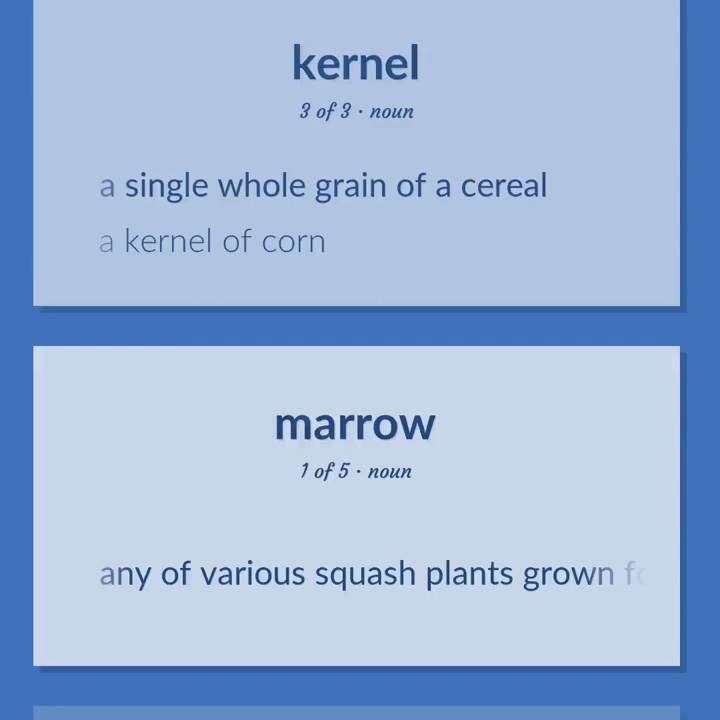 kernel
3 of 3 · noun
a single whole grain of a cereal
a kernel of corn
marrow
1 of 5 · noun
any of various squash plants grown